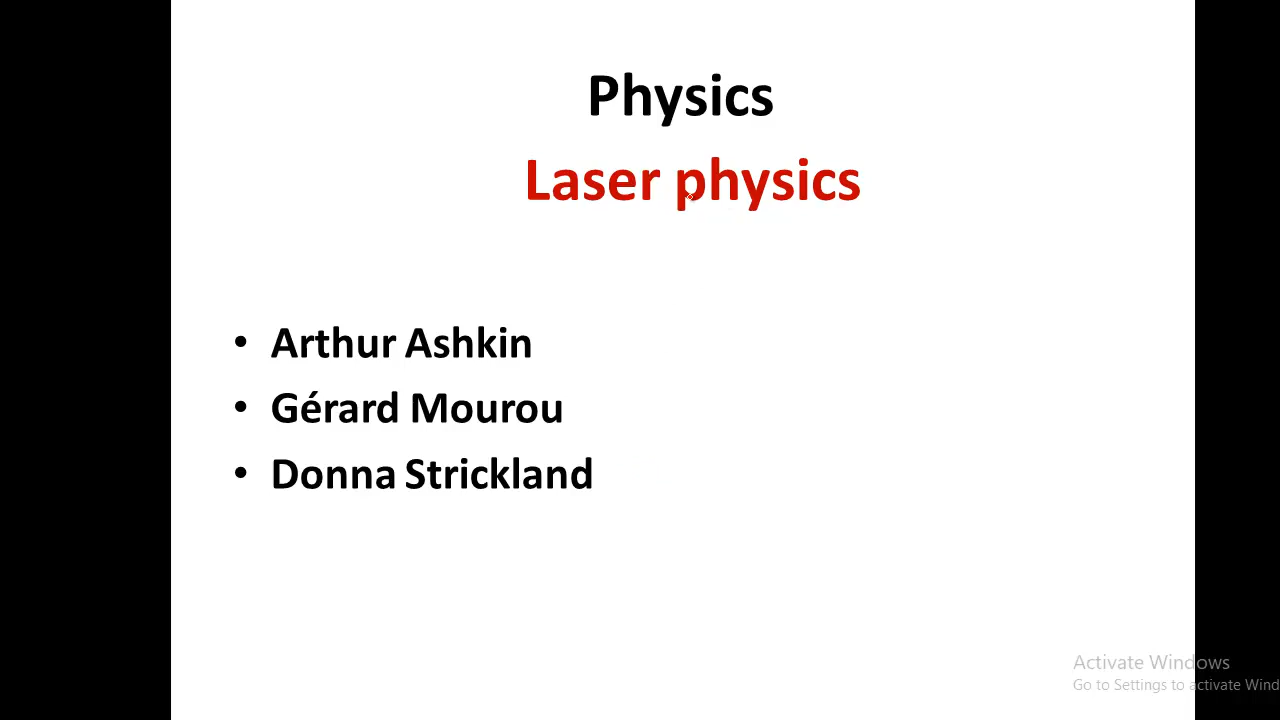 Physics
Laser physics
• Arthur Ashkin
• Gérard Mourou
• Donna Strickland
Activate Windows
Go to Settings to activate Wind